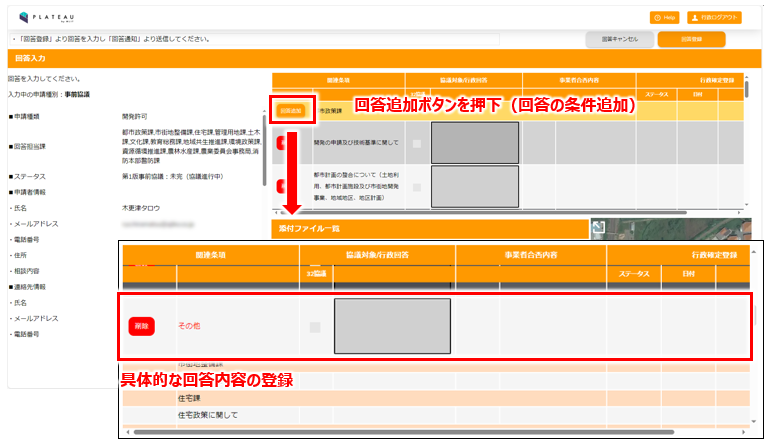 PLATEAU
by MLIT
Help
行政ログアウト
・「回答登録」より回答を入力し「回答通知」より送信してください。
回答キャンセル
回答登録
回答入力
回答を入力してください。
入力中の申請種別：事前協議
■申請種類
開発許可
■回答担当課
都市政策課,市街地整備課,住宅課,管理用地課,土木課,文化課,教育総務課,地域共生推進課,環境政策課,資源循環推進課,農林水産課,農業委員会事務局,消防本部警防課
■ステータス
第1版事前協議：未完（協議進行中）
■申請者情報
・氏名
木更津タロウ
・メールアドレス
・電話番号
・住所
・相談内容
■連絡先情報
・氏名
・メールアドレス
・電話番号
関連条項
協議対象/行政回答
事業者合否内容
行政確定登録
32協議
ステータス
日付
回答追加
市政策課
回答追加ボタンを押下（回答の条件追加）
開発の申請及び技術基準に関して
都市計画の整合について（土地利用、都市計画施設及び市街地開発事業、地域地区、地区計画）
添付ファイル一覧
関連条項
協議対象/行政回答
事業者合否内容
行政確定登録
32協議
ステータス
日付
削除
その他
具体的な回答内容の登録
住宅課
住宅政策に関して